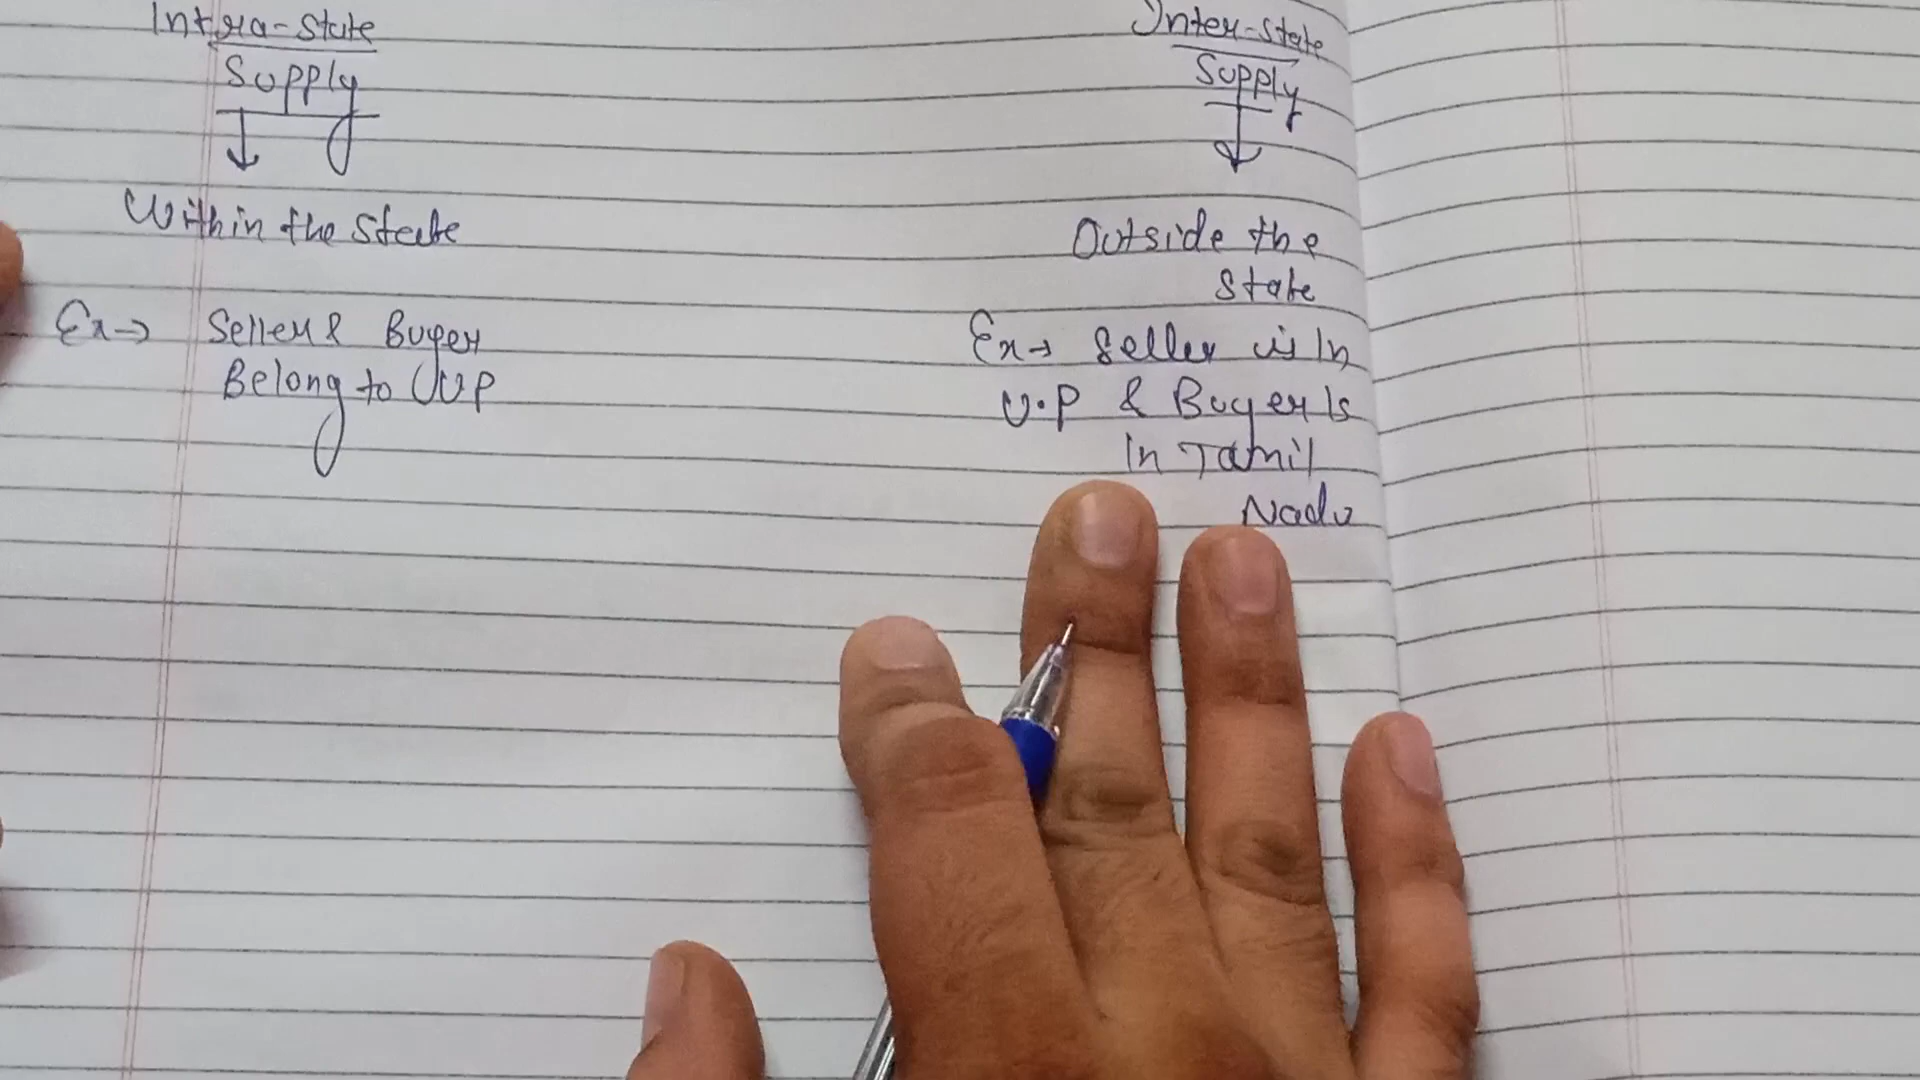 Intra-State
Supply
Within the State
Ex→ Seller & Buyer
Belong to UP
Inter-State
Supply
Outside the
State
Ex→ Seller is In
U.P & Buyer Is
In Tamil
Nadu